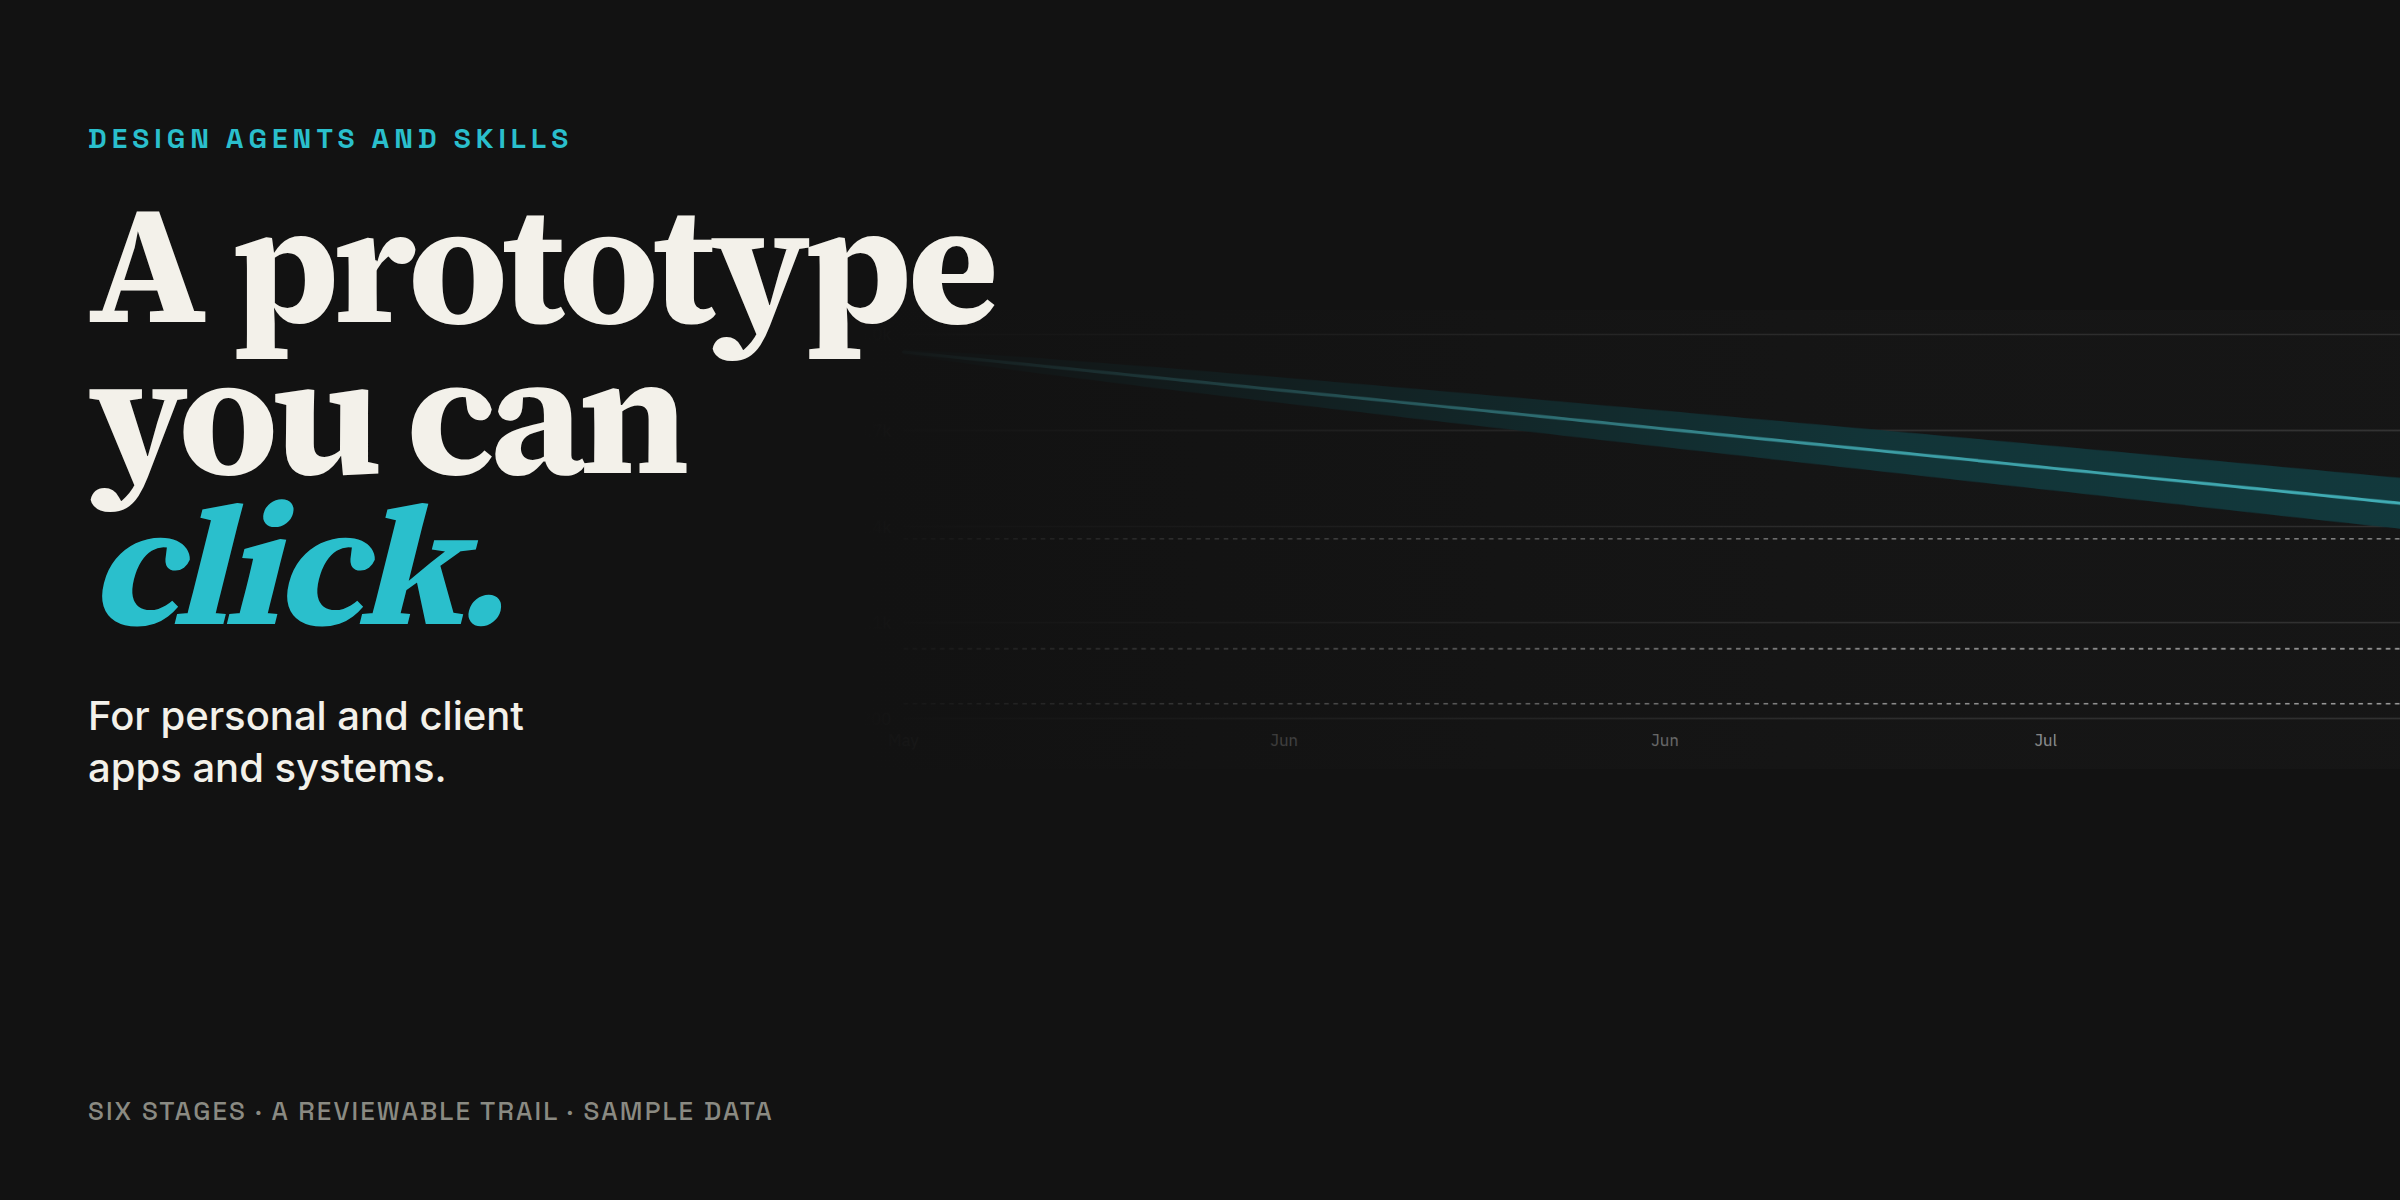 DESIGN AGENTS AND SKILLS
A prototype
you can
click.
For personal and client
apps and systems.
Jun Jun Jul
SIX STAGES · A REVIEWABLE TRAIL · SAMPLE DATA